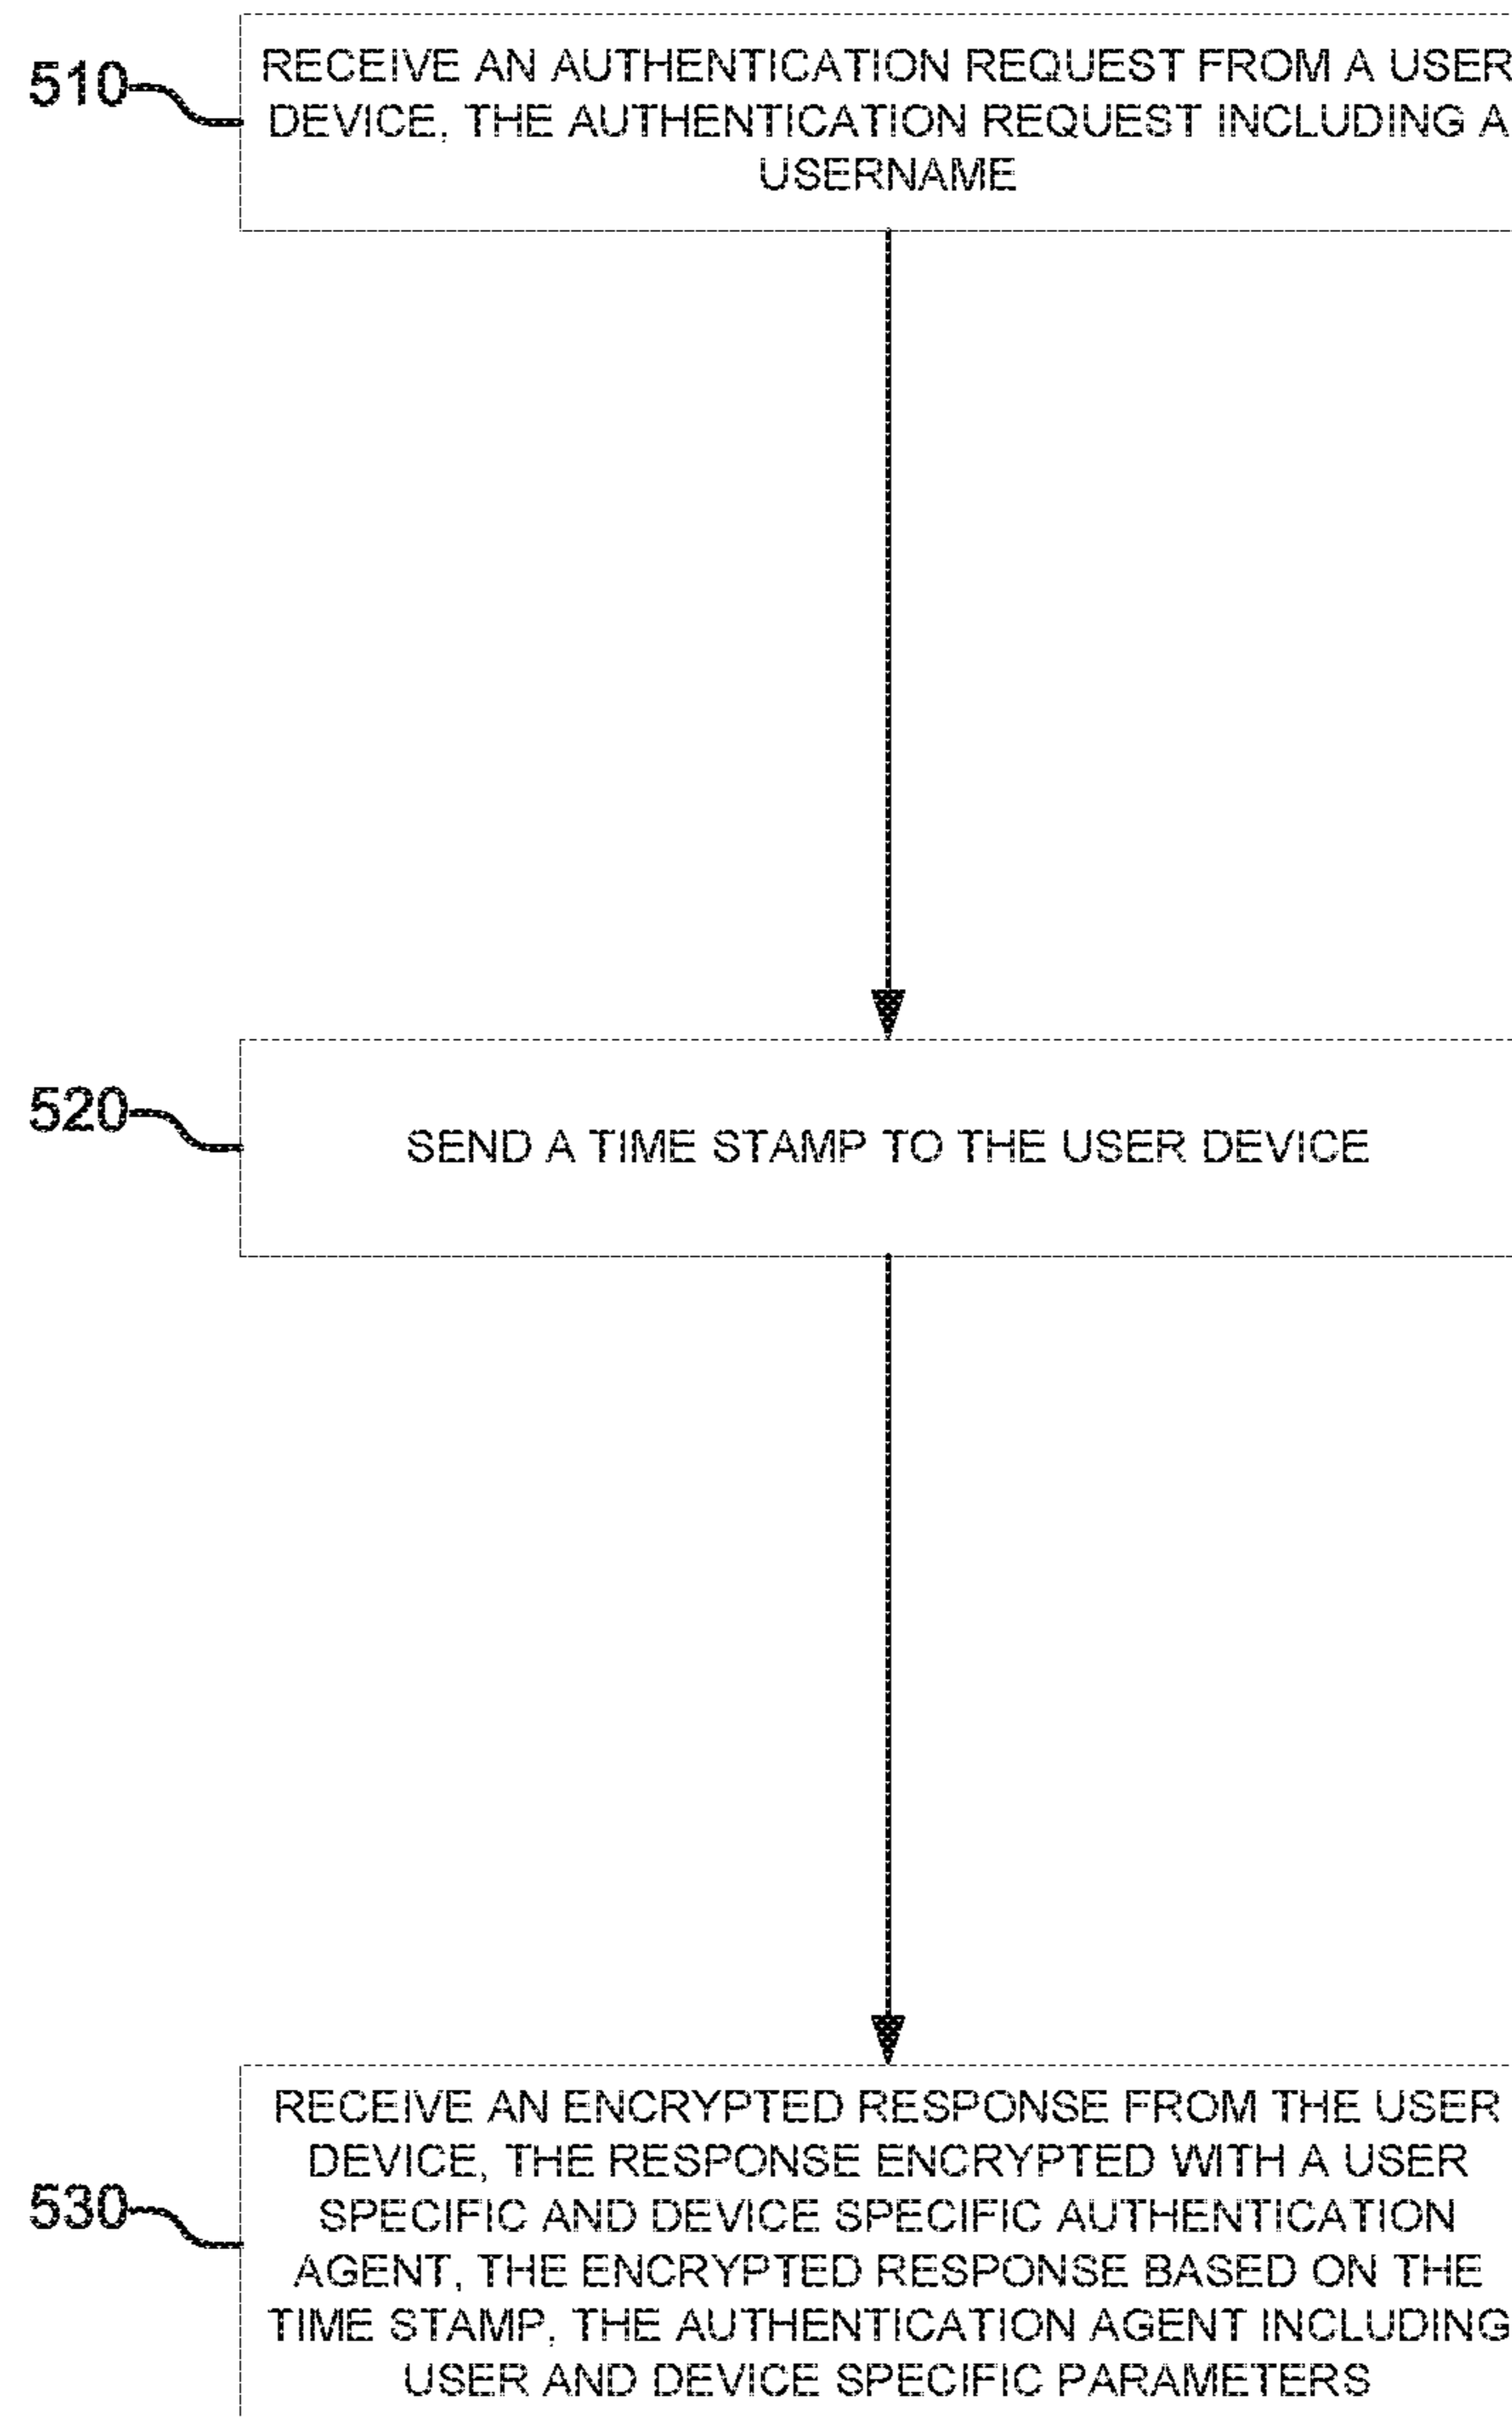 510
RECEIVE AN AUTHENTICATION REQUEST FROM A USER
DEVICE, THE AUTHENTICATION REQUEST INCLUDING A
USERNAME
520
SEND A TIME STAMP TO THE USER DEVICE
530
RECEIVE AN ENCRYPTED RESPONSE FROM THE USER
DEVICE, THE RESPONSE ENCRYPTED WITH A USER
SPECIFIC AND DEVICE SPECIFIC AUTHENTICATION
AGENT, THE ENCRYPTED RESPONSE BASED ON THE
TIME STAMP, THE AUTHENTICATION AGENT INCLUDING
USER AND DEVICE SPECIFIC PARAMETERS